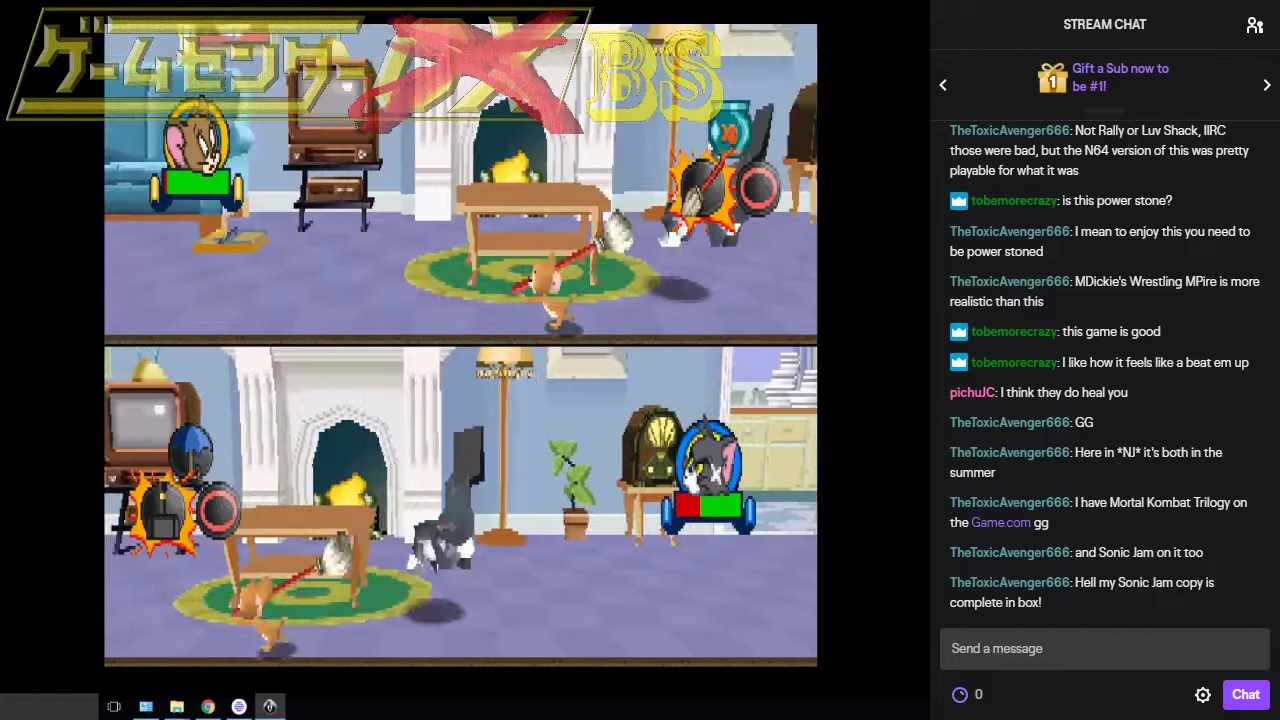 ゲームセンターDX BS
STREAM CHAT
Gift a Sub now to
be #1!
1
TheToxicAvenger666: Not Rally or Luv Shack, IIRC
those were bad, but the N64 version of this was pretty
playable for what it was
tobemorecrazy: is this power stone?
TheToxicAvenger666: I mean to enjoy this you need to
be power stoned
TheToxicAvenger666: MDickie's Wrestling MPire is more
realistic than this
tobemorecrazy: this game is good
tobemorecrazy: I like how it feels like a beat em up
pichuJC: I think they do heal you
TheToxicAvenger666: GG
TheToxicAvenger666: Here in *NJ* it's both in the
summer
TheToxicAvenger666: I have Mortal Kombat Trilogy on
the Game.com gg
TheToxicAvenger666: and Sonic Jam on it too
TheToxicAvenger666: Hell my Sonic Jam copy is
complete in box!
Send a message
0
Chat